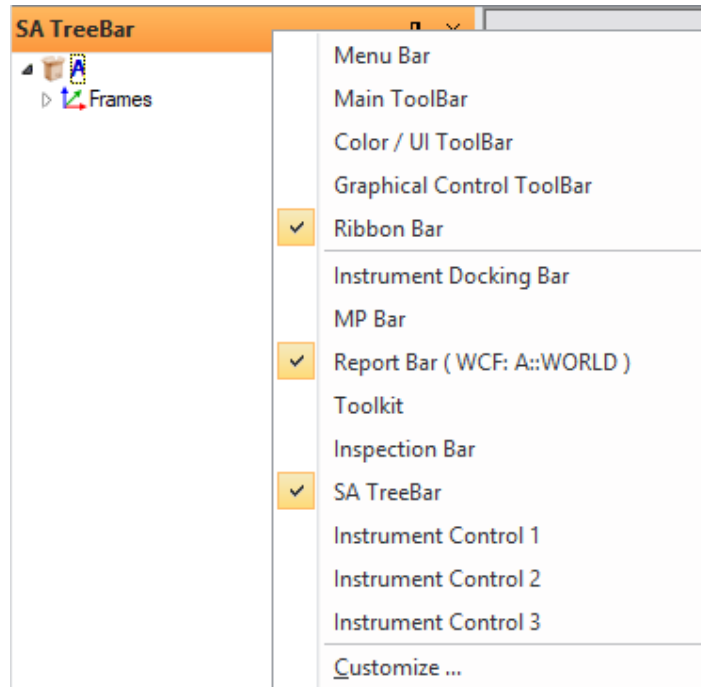 SA TreeBar
A
Frames
Menu Bar
Main ToolBar
Color / UI ToolBar
Graphical Control ToolBar
Ribbon Bar
Instrument Docking Bar
MP Bar
Report Bar ( WCF: A::WORLD )
Toolkit
Inspection Bar
SA TreeBar
Instrument Control 1
Instrument Control 2
Instrument Control 3
Customize ...